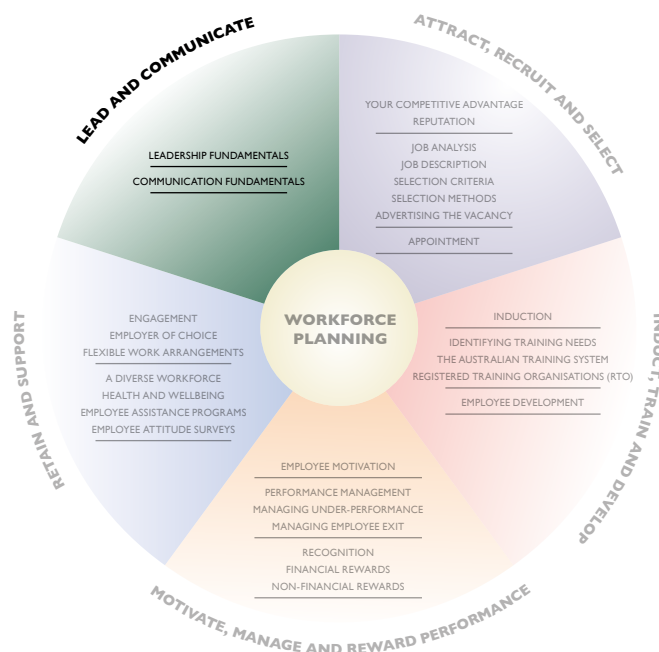 LEAD AND COMMUNICATE
LEADERSHIP FUNDAMENTALS
COMMUNICATION FUNDAMENTALS
ATTRACT, RECRUIT AND SELECT
YOUR COMPETITIVE ADVANTAGE
REPUTATION
JOB ANALYSIS
JOB DESCRIPTION
SELECTION CRITERIA
SELECTION METHODS
ADVERTISING THE VACANCY
APPOINTMENT
WORKFORCE
PLANNING
INDUCT, TRAIN AND DEVELOP
INDUCTION
IDENTIFYING TRAINING NEEDS
THE AUSTRALIAN TRAINING SYSTEM
REGISTERED TRAINING ORGANISATIONS (RTO)
EMPLOYEE DEVELOPMENT
MOTIVATE, MANAGE AND REWARD PERFORMANCE
EMPLOYEE MOTIVATION
PERFORMANCE MANAGEMENT
MANAGING UNDER-PERFORMANCE
MANAGING EMPLOYEE EXIT
RECOGNITION
FINANCIAL REWARDS
NON-FINANCIAL REWARDS
RETAIN AND SUPPORT
ENGAGEMENT
EMPLOYER OF CHOICE
FLEXIBLE WORK ARRANGEMENTS
A DIVERSE WORKFORCE
HEALTH AND WELLBEING
EMPLOYEE ASSISTANCE PROGRAMS
EMPLOYEE ATTITUDE SURVEYS